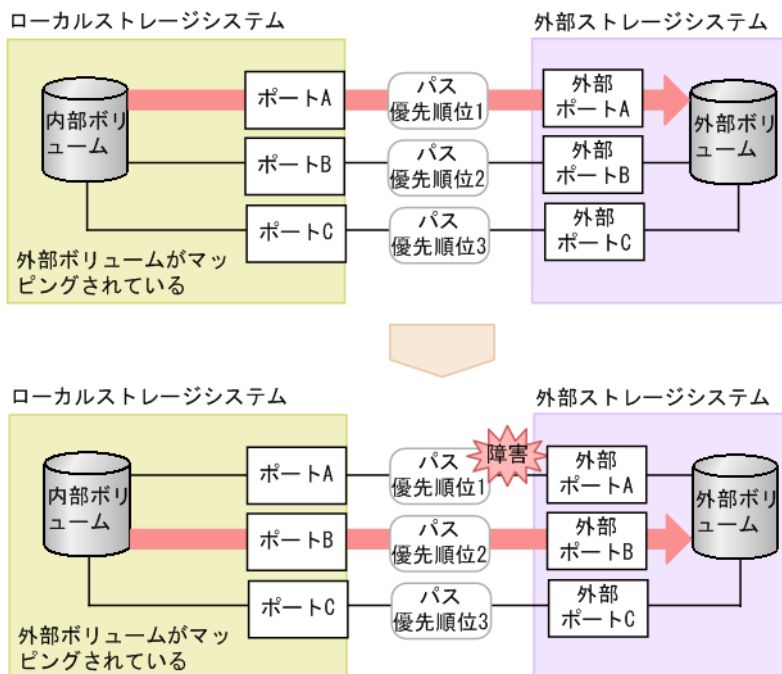 ローカルストレージシステム
外部ストレージシステム
内部ボリ
ューム
ポートA
パス
優先順位1
外部
ポートA
外部ボリ
ューム
ポートB
パス
優先順位2
外部
ポートB
ポートC
パス
優先順位3
外部
ポートC
外部ボリュームがマッ
ピングされている
ローカルストレージシステム
外部ストレージシステム
内部ボリ
ューム
ポートA
パス
優先順位1
障害
外部
ポートA
外部ボリ
ューム
ポートB
パス
優先順位2
外部
ポートB
ポートC
パス
優先順位3
外部
ポートC
外部ボリュームがマッ
ピングされている